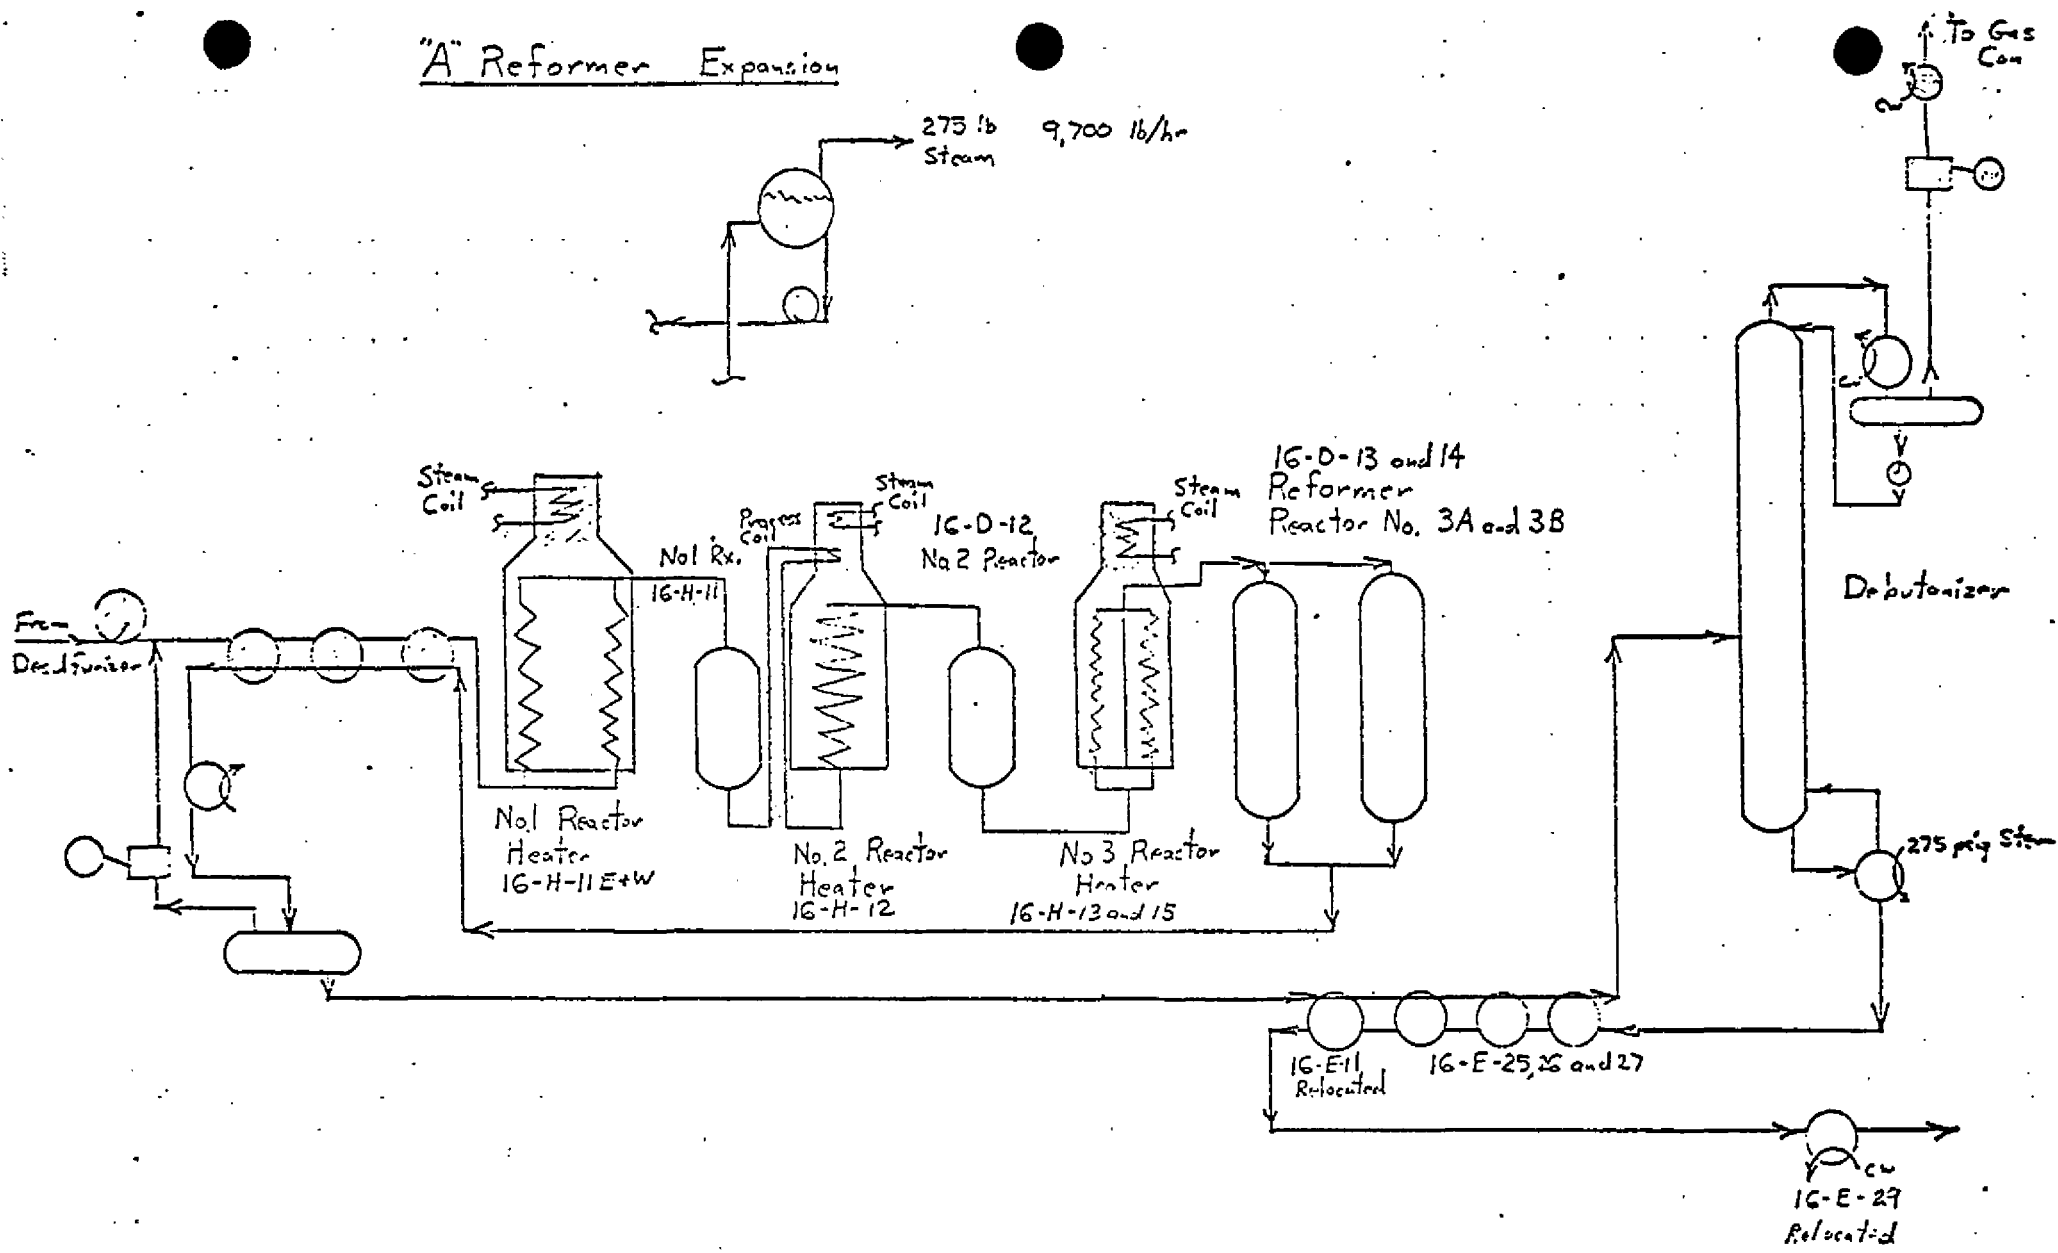 "A" Reformer Expansion
To Gas
Con
275 lb 9,700 lb/hr
Steam
Steam
Coil
Process
Coil
Steam
Coil
16-D-12
No.2 Reactor
Steam
Coil
16-D-13 and 14
Reformer
Reactor No. 3A and 3B
No1 Rx.
16-H-11
Debutanizer
From
No.1 Reactor
Heater
16-H-11 E+W
No. 2 Reactor
Heater
16-H-12
No 3 Reactor
Heater
16-H-13 and 15
275 psig Steam
16-E-11
Relocated
16-E-25,26 and 27
CW
16-E-29
Relocated